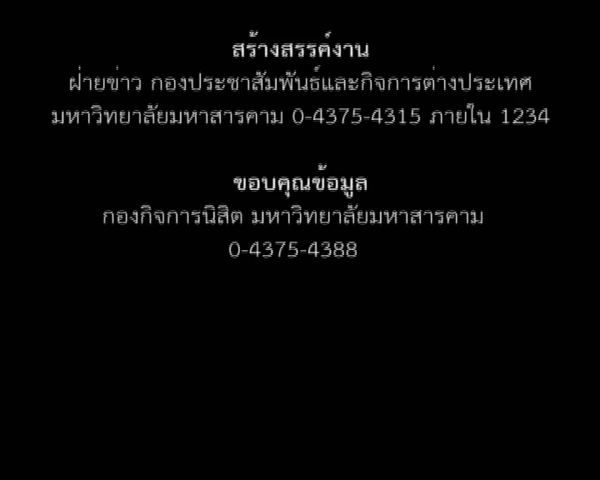 สร้างสรรค์งาน
ฝ่ายข่าว กองประชาสัมพันธ์และกิจการต่างประเทศ
มหาวิทยาลัยมหาสารคาม 0-4375-4315 ภายใน 1234
ขอบคุณข้อมูล
กองกิจการนิสิต มหาวิทยาลัยมหาสารคาม
0-4375-4388